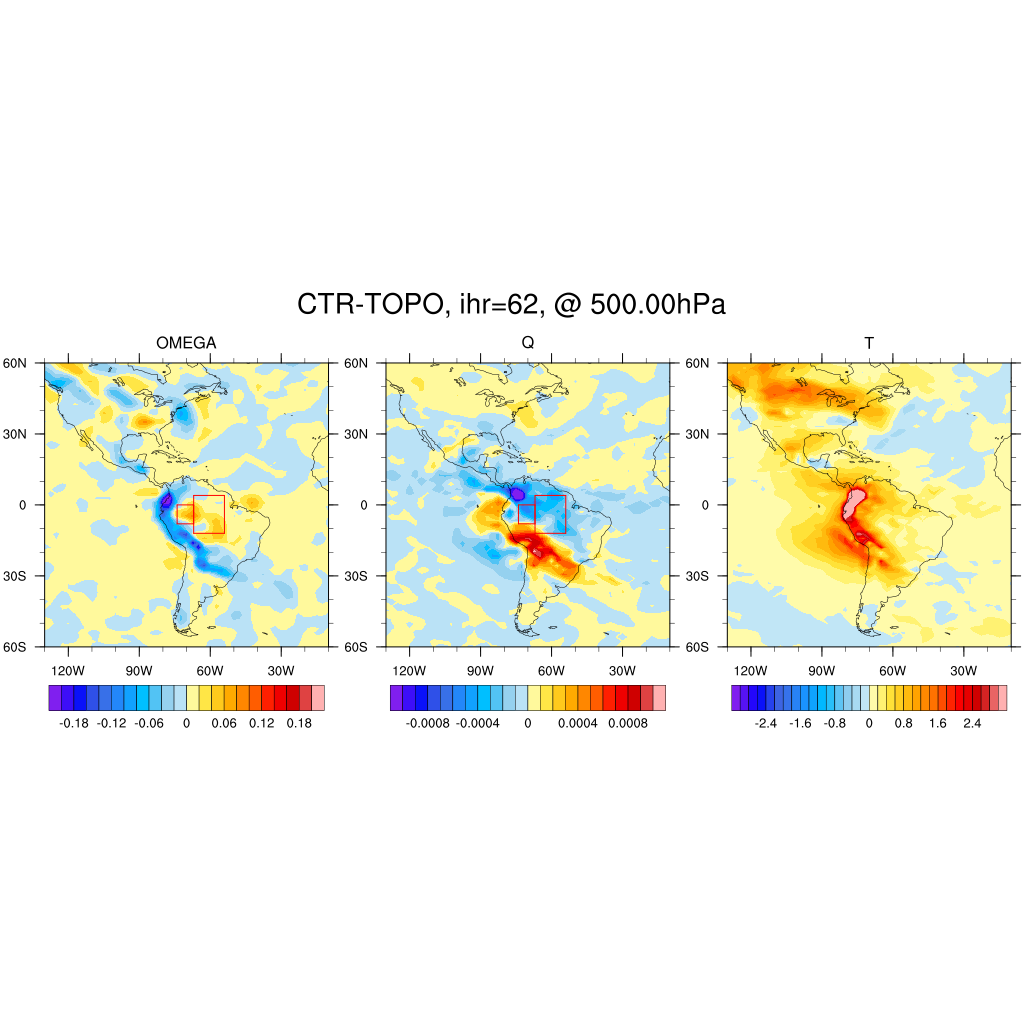 CTR-TOPO, ihr=62, @ 500.00hPa
OMEGA Q T
60N 60N 60N
30N 30N 30N
0 0 0
30S 30S 30S
60S 60S 60S
120W 90W 60W 30W 120W 90W 60W 30W 120W 90W 60W 30W
-0.18 -0.12 -0.06 0 0.06 0.12 0.18 -0.0008 -0.0004 0 0.0004 0.0008 -2.4 -1.6 -0.8 0 0.8 1.6 2.4